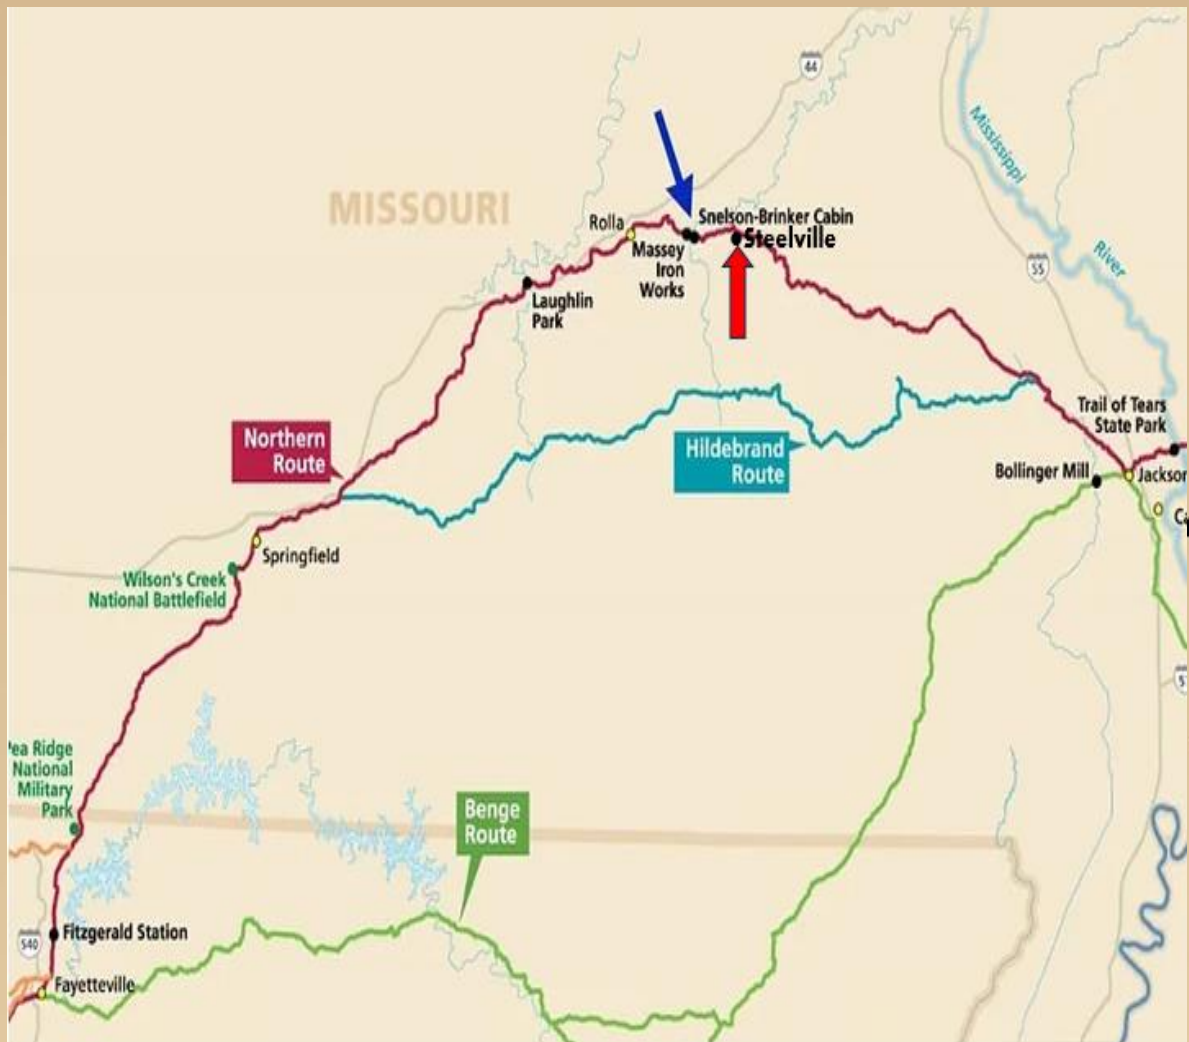 44
Mississippi
River
MISSOURI
Rolla
Snelson-Brinker Cabin
Steelville
Massey
Iron
Works
55
Laughlin
Park
Northern
Route
Hildebrand
Route
Trail of Tears
State Park
Bollinger Mill
Jackson
Springfield
Wilson's Creek
National Battlefield
Pea Ridge
National
Military
Park
Benge
Route
Fitzgerald Station
540
Fayetteville